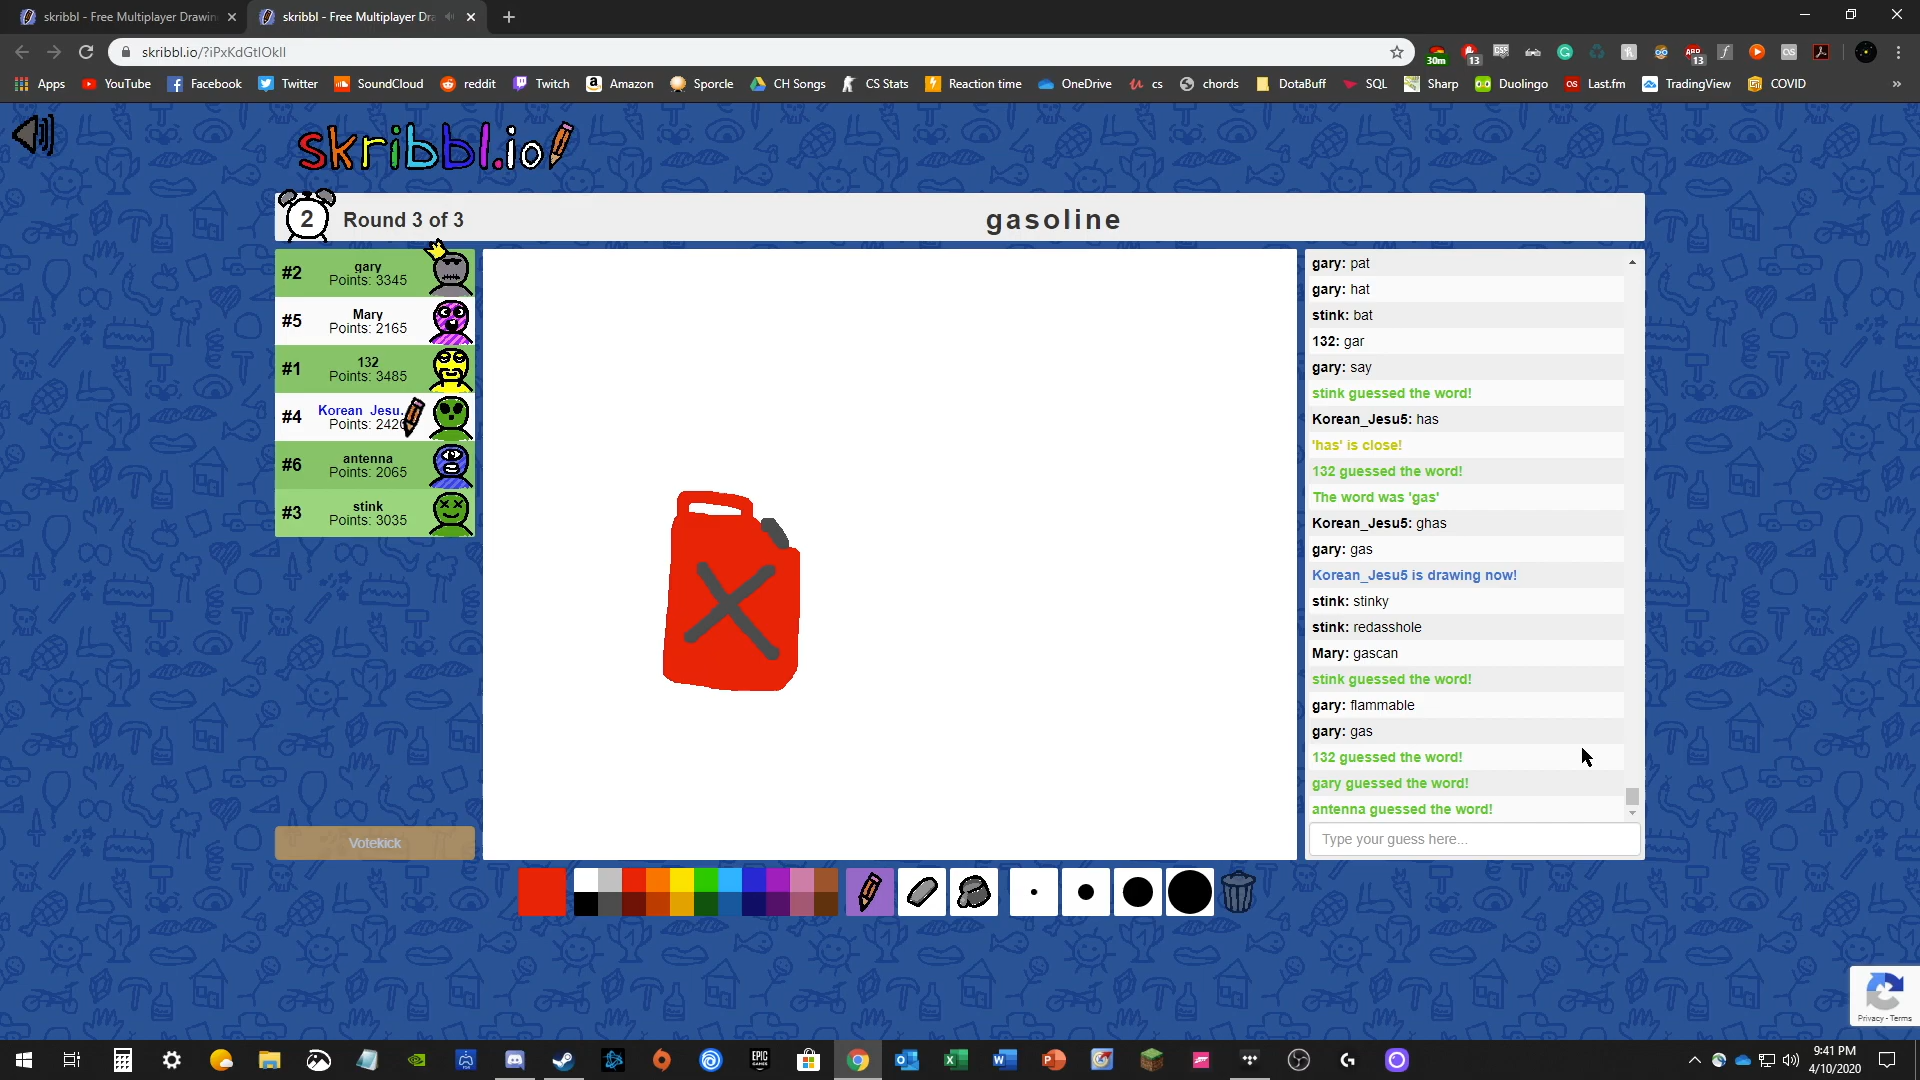 skribbl - Free Multiplayer Drawin
skribbl - Free Multiplayer Dra
skribbl.io/?iPxKdGtlOkIl
30m
13
13
Apps
YouTube
Facebook
Twitter
SoundCloud
reddit
Twitch
Amazon
Sporcle
CH Songs
CS Stats
Reaction time
OneDrive
cs
chords
DotaBuff
SQL
Sharp
Duolingo
Last.fm
TradingView
COVID
skribbl.io
2
Round 3 of 3
gasoline
#2
gary
Points: 3345
#5
Mary
Points: 2165
#1
132
Points: 3485
#4
Korean_Jesu...
Points: 2426
#6
antenna
Points: 2065
#3
stink
Points: 3035
Votekick
gary: pat
gary: hat
stink: bat
132: gar
gary: say
stink guessed the word!
Korean_Jesu5: has
'has' is close!
132 guessed the word!
The word was 'gas'
Korean_Jesu5: ghas
gary: gas
Korean_Jesu5 is drawing now!
stink: stinky
stink: redasshole
Mary: gascan
stink guessed the word!
gary: flammable
gary: gas
132 guessed the word!
gary guessed the word!
antenna guessed the word!
Type your guess here...
Privacy - Terms
EPIC
GAMES
9:41 PM
4/10/2020